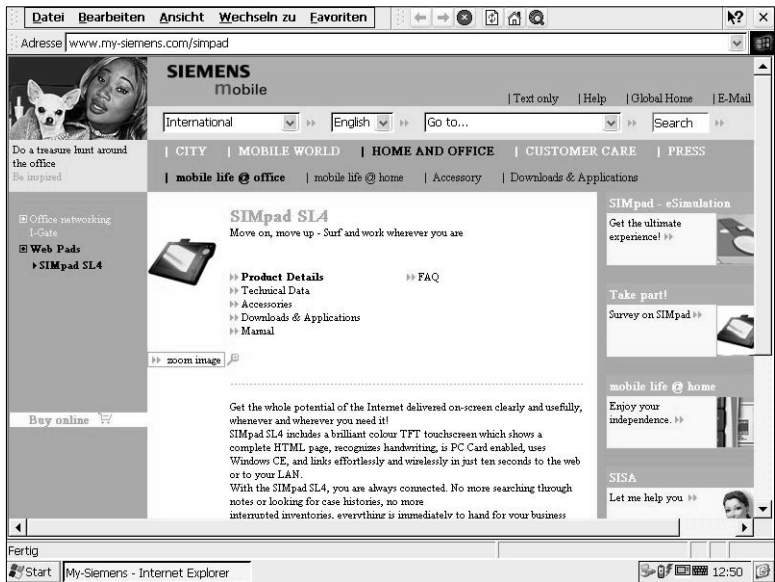 Datei Bearbeiten Ansicht Wechseln zu Favoriten
Adresse www.my-siemens.com/simpad
SIEMENS
mobile
| Text only | Help | Global Home | E-Mail
International English Go to... Search
Do a treasure hunt around
the office
Be inspired
| CITY | MOBILE WORLD | HOME AND OFFICE | CUSTOMER CARE | PRESS
| mobile life @ office | mobile life @ home | Accessory | Downloads & Applications
Office networking
I-Gate
Web Pads
SIMpad SL4
Buy online
SIMpad SL4
Move on, move up - Surf and work wherever you are
Product Details
Technical Data
Accessories
Downloads & Applications
Manual
FAQ
zoom image
Get the whole potential of the Internet delivered on-screen clearly and usefully,
whenever and wherever you need it!
SIMpad SL4 includes a brilliant colour TFT touchscreen which shows a
complete HTML page, recognizes handwriting, is PC Card enabled, uses
Windows CE, and links effortlessly and wirelessly in just ten seconds to the web
or to your LAN.
With the SIMpad SL4, you are always connected. No more searching through
notes or looking for case histories, no more
interrupted inventories, everything is immediately to hand for your business
SIMpad - eSimulation
Get the ultimate
experience!
Take part!
Survey on SIMpad
mobile life @ home
Enjoy your
independence.
SISA
Let me help you
Fertig
Start My-Siemens - Internet Explorer 12:50